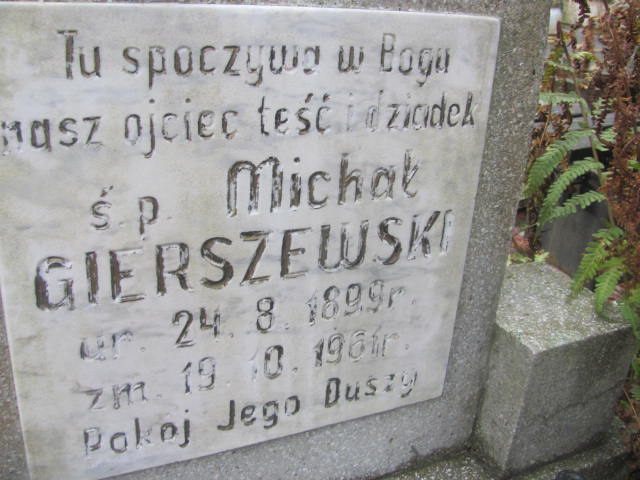 Tu spoczywa w Bogu
nasz ojciec teść i dziadek
ś.p. Michał
GIERSZEWSKI
ur. 24. 8. 1899r.
zm. 19. 10. 1961r.
Pokój Jego Duszy